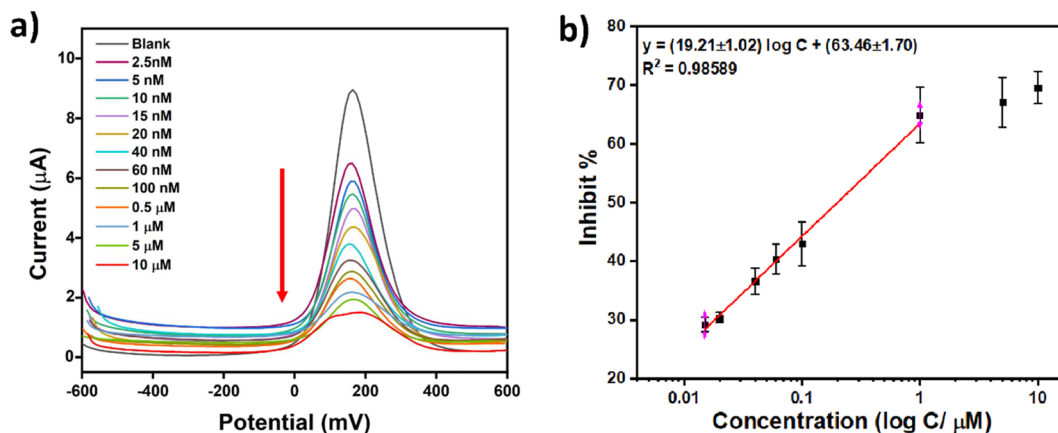 a)
10
8
6
4
2
0
Current (μA)
Blank
2.5nM
5 nM
10 nM
15 nM
20 nM
40 nM
60 nM
100 nM
0.5 μM
1 μM
5 μM
10 μM
-600 -400 -200 0 200 400 600
Potential (mV)
b)
80
70
60
50
40
30
20
Inhibit %
y = (19.21±1.02) log C + (63.46±1.70)
R² = 0.98589
0.01 0.1 1 10
Concentration (log C/ μM)